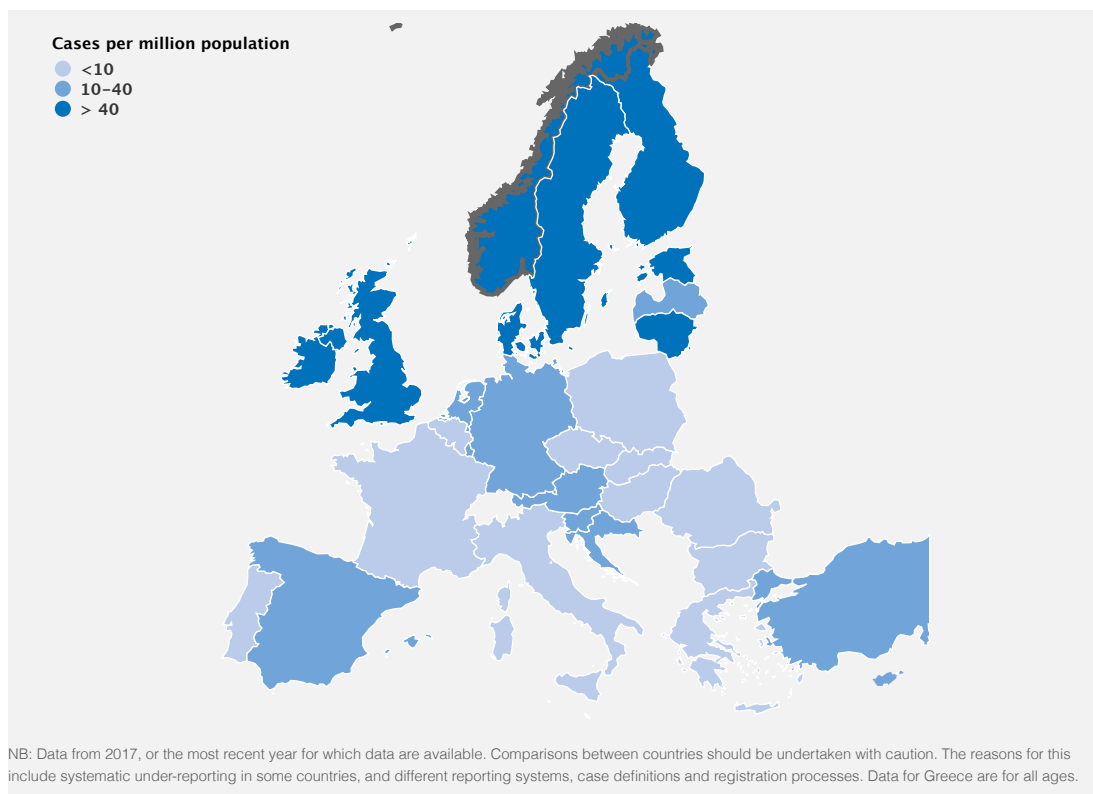 Cases per million population
<10
10–40
> 40
NB: Data from 2017, or the most recent year for which data are available. Comparisons between countries should be undertaken with caution. The reasons for this
include systematic under-reporting in some countries, and different reporting systems, case definitions and registration processes. Data for Greece are for all ages.